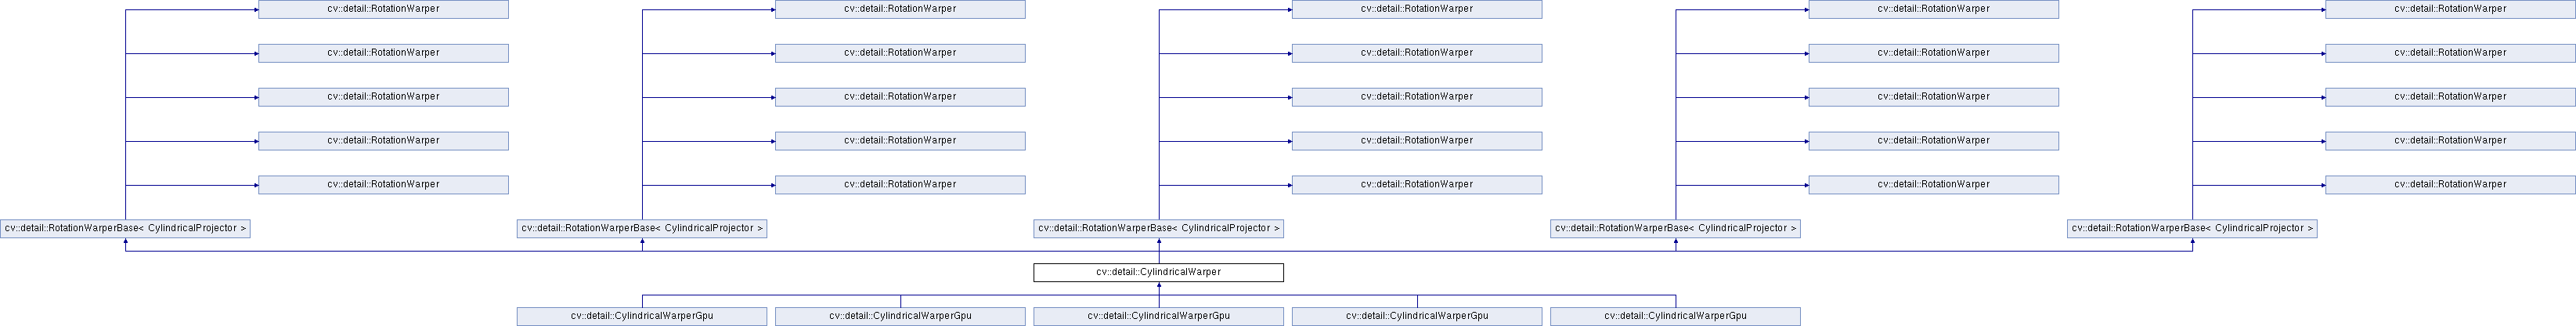 cv::detail::RotationWarper cv::detail::RotationWarper cv::detail::RotationWarper cv::detail::RotationWarper cv::detail::RotationWarper
cv::detail::RotationWarper cv::detail::RotationWarper cv::detail::RotationWarper cv::detail::RotationWarper cv::detail::RotationWarper
cv::detail::RotationWarper cv::detail::RotationWarper cv::detail::RotationWarper cv::detail::RotationWarper cv::detail::RotationWarper
cv::detail::RotationWarper cv::detail::RotationWarper cv::detail::RotationWarper cv::detail::RotationWarper cv::detail::RotationWarper
cv::detail::RotationWarper cv::detail::RotationWarper cv::detail::RotationWarper cv::detail::RotationWarper cv::detail::RotationWarper
cv::detail::RotationWarperBase< CylindricalProjector > cv::detail::RotationWarperBase< CylindricalProjector > cv::detail::RotationWarperBase< CylindricalProjector > cv::detail::RotationWarperBase< CylindricalProjector > cv::detail::RotationWarperBase< CylindricalProjector >
cv::detail::CylindricalWarper
cv::detail::CylindricalWarperGpu cv::detail::CylindricalWarperGpu cv::detail::CylindricalWarperGpu cv::detail::CylindricalWarperGpu cv::detail::CylindricalWarperGpu